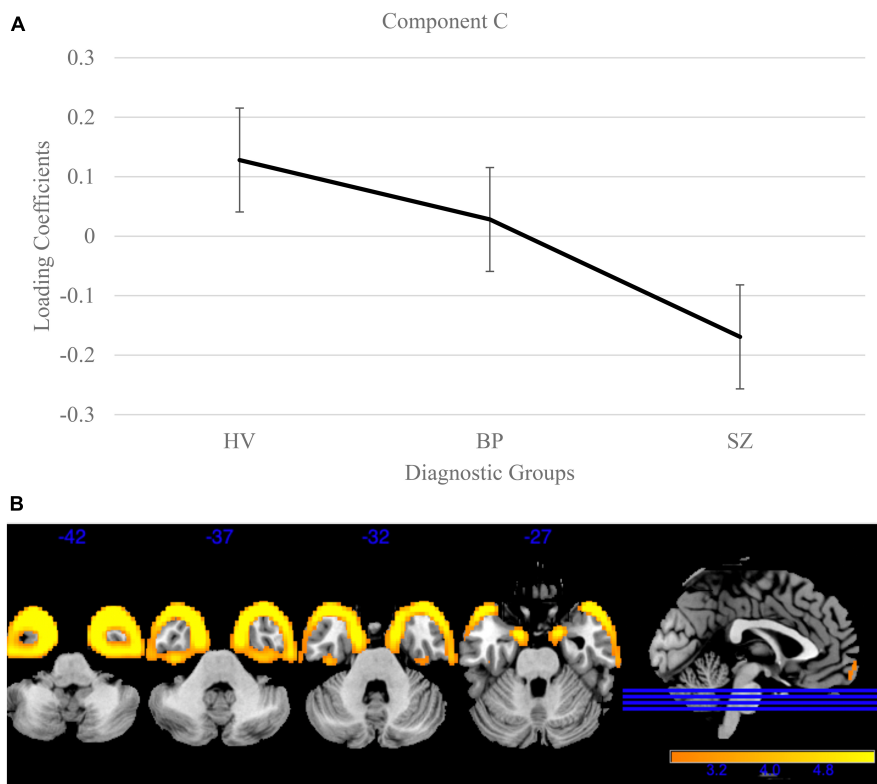 A
Component C
0.3
0.2
0.1
0
-0.1
-0.2
-0.3
Loading Coefficients
HV BP SZ
Diagnostic Groups
B
-42 -37 -32 -27
3.2 4.0 4.8